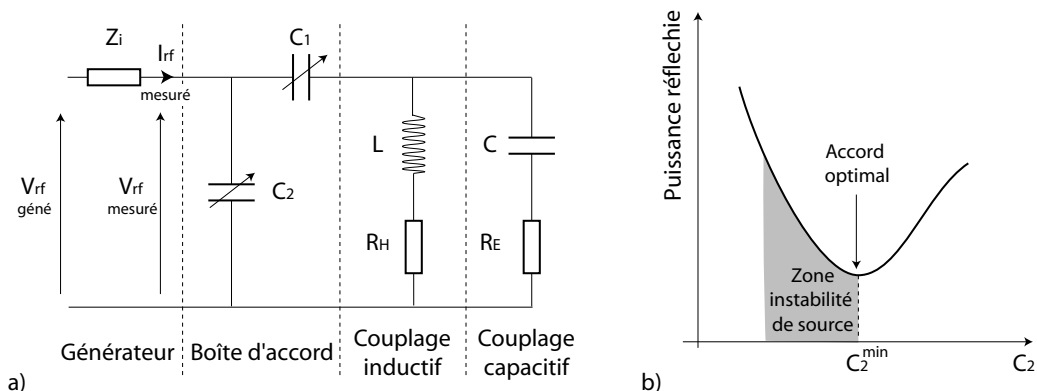 Zi
Irf
mesuré
C1
Vrf
géné
Vrf
mesuré
C2
L
RH
C
RE
Générateur
Boîte d'accord
Couplage
inductif
Couplage
capacitif
a)
Puissance réflechie
Accord
optimal
Zone
instabilité
de source
C2min
C2
b)